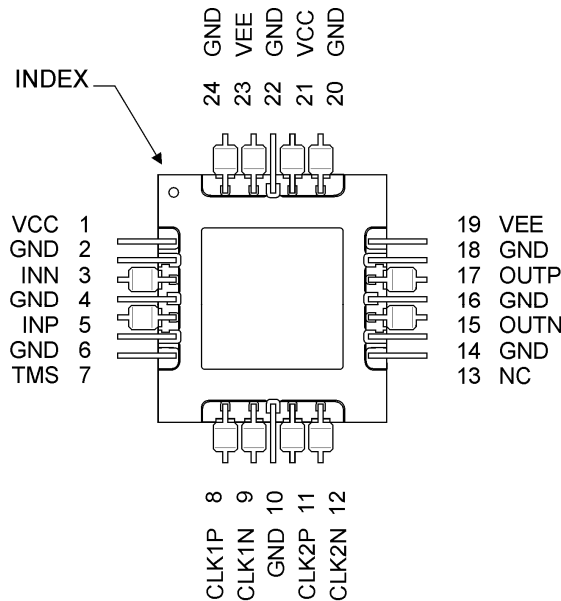 GND VEE GND VCC GND
24 23 22 21 20
INDEX
VCC 1
GND 2
INN 3
GND 4
INP 5
GND 6
TMS 7
19 VEE
18 GND
17 OUTP
16 GND
15 OUTN
14 GND
13 NC
8 9 10 11 12
CLK1P CLK1N GND CLK2P CLK2N